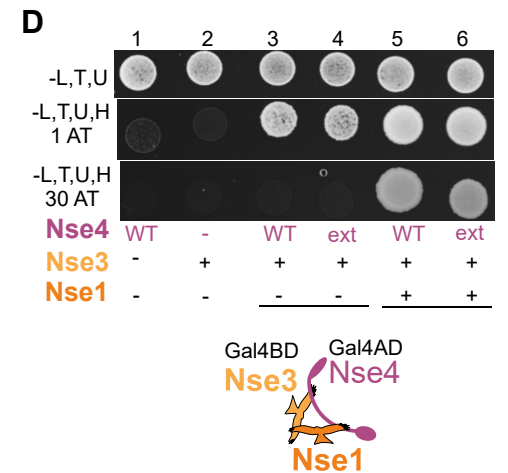 D
1 2 3 4 5 6
-L,T,U
-L,T,U,H
1 AT
-L,T,U,H
30 AT
Nse4 WT - WT ext WT ext
Nse3 - + + + + +
Nse1 - - - - + +
Gal4BD Gal4AD
Nse3 Nse4
Nse1